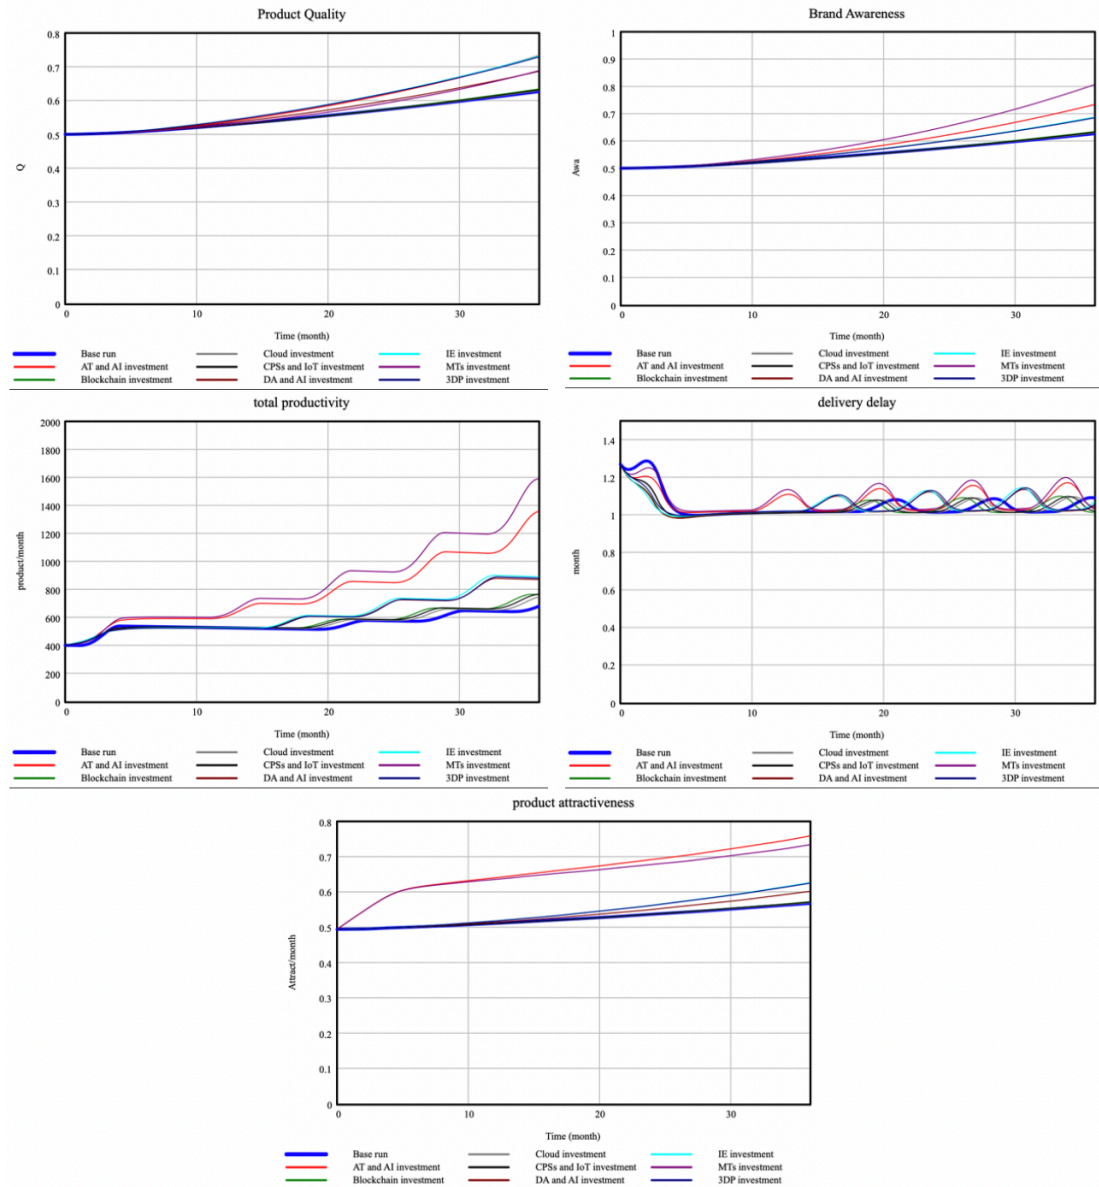 Product Quality
0.8
0.7
0.6
0.5
0.4
0.3
0.2
0.1
0
Q
0 10 20 30
Time (month)
Base run Cloud investment IE investment
AT and AI investment CPSs and IoT investment MTs investment
Blockchain investment DA and AI investment 3DP investment
Brand Awareness
1
0.9
0.8
0.7
0.6
0.5
0.4
0.3
0.2
0.1
0
Awa
0 10 20 30
Time (month)
Base run Cloud investment IE investment
AT and AI investment CPSs and IoT investment MTs investment
Blockchain investment DA and AI investment 3DP investment
total productivity
2000
1800
1600
1400
1200
1000
800
600
400
200
0
product/month
0 10 20 30
Time (month)
Base run Cloud investment IE investment
AT and AI investment CPSs and IoT investment MTs investment
Blockchain investment DA and AI investment 3DP investment
delivery delay
1.4
1.2
1
0.8
0.6
0.4
0.2
0
month
0 10 20 30
Time (month)
Base run Cloud investment IE investment
AT and AI investment CPSs and IoT investment MTs investment
Blockchain investment DA and AI investment 3DP investment
product attractiveness
0.8
0.7
0.6
0.5
0.4
0.3
0.2
0.1
0
Attract/month
0 10 20 30
Time (month)
Base run Cloud investment IE investment
AT and AI investment CPSs and IoT investment MTs investment
Blockchain investment DA and AI investment 3DP investment